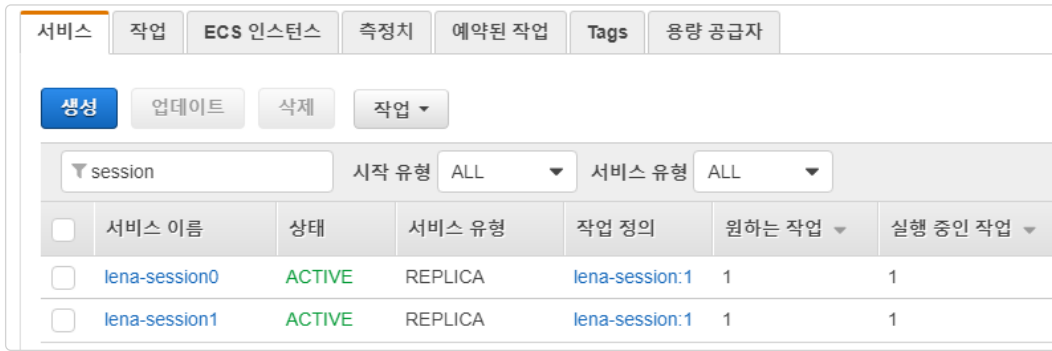 서비스 작업 ECS 인스턴스 측정치 예약된 작업 Tags 용량 공급자
생성 업데이트 삭제 작업
session 시작 유형 ALL 서비스 유형 ALL
서비스 이름 상태 서비스 유형 작업 정의 원하는 작업 실행 중인 작업
lena-session0 ACTIVE REPLICA lena-session:1 1 1
lena-session1 ACTIVE REPLICA lena-session:1 1 1